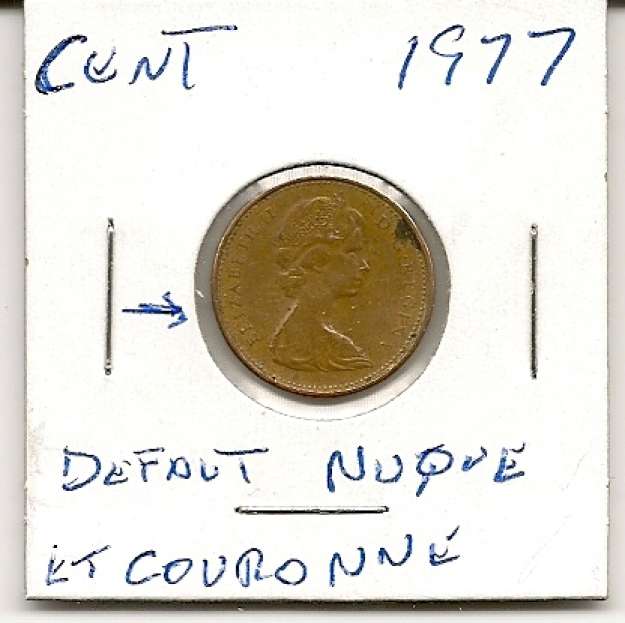 CENT 1977
ELIZABETH II D·G·REGINA
DEFAUT NUQUE
ET COURONNE